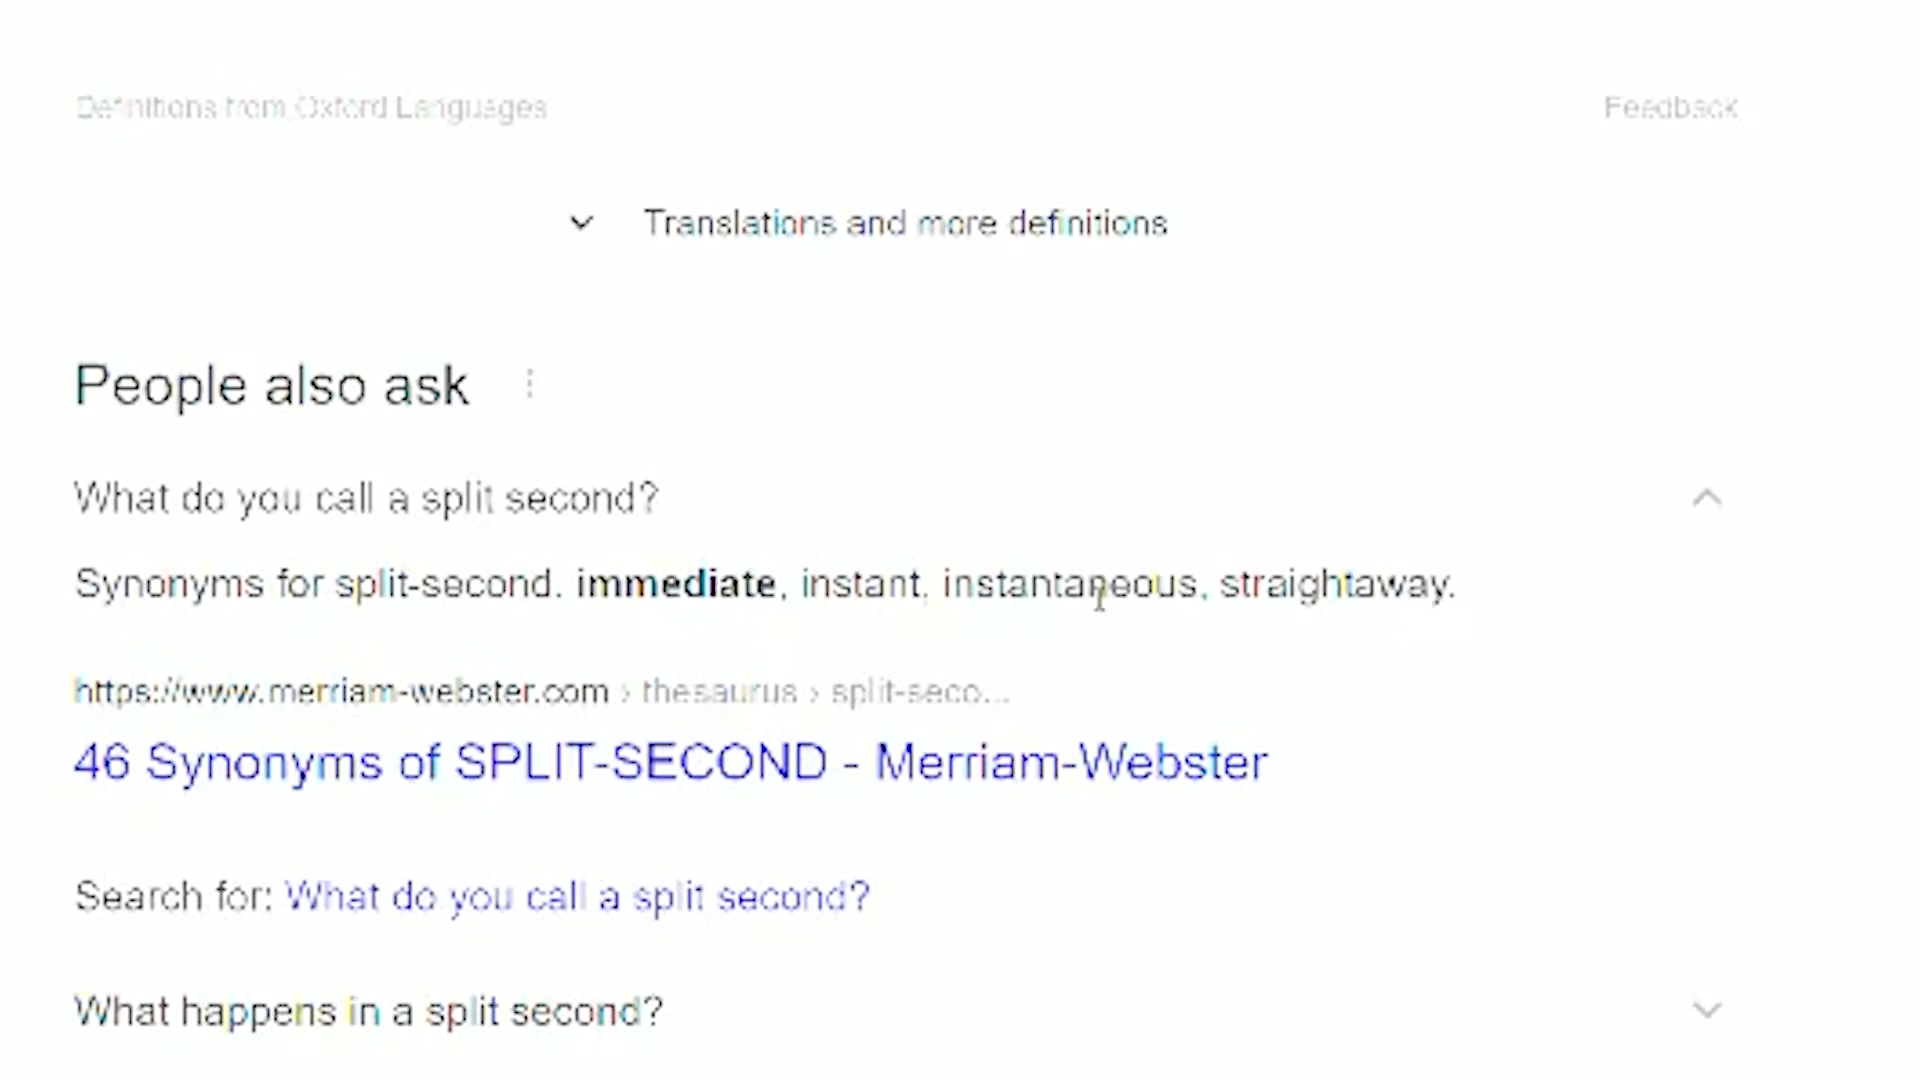 Definitions from Oxford Languages
Feedback
Translations and more definitions
People also ask
What do you call a split second?
Synonyms for split-second. immediate, instant, instantaneous, straightaway.
https://www.merriam-webster.com › thesaurus › split-seco...
46 Synonyms of SPLIT-SECOND - Merriam-Webster
Search for: What do you call a split second?
What happens in a split second?